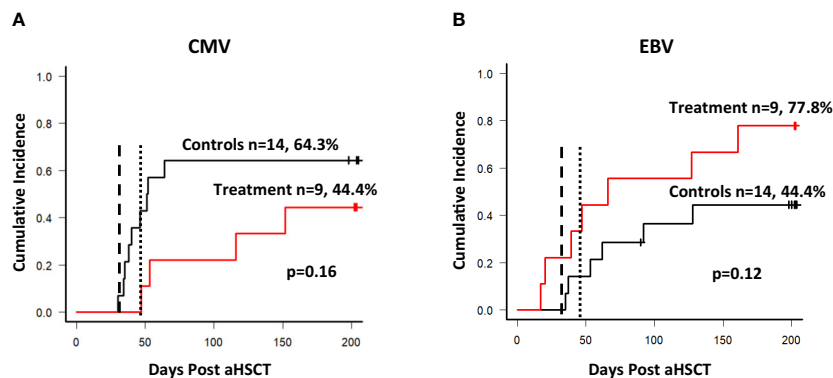 A
CMV
Cumulative Incidence
1.0
0.8
0.6
0.4
0.2
0.0
Controls n=14, 64.3%
Treatment n=9, 44.4%
p=0.16
0 50 100 150 200
Days Post aHSCT
B
EBV
Cumulative Incidence
1.0
0.8
0.6
0.4
0.2
0.0
Treatment n=9, 77.8%
Controls n=14, 44.4%
p=0.12
0 50 100 150 200
Days Post aHSCT